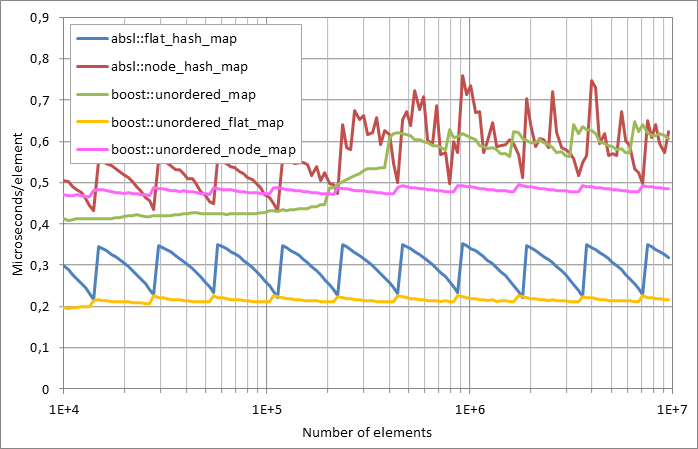 0,9
0,8
0,7
0,6
0,5
0,4
0,3
0,2
0,1
0
Microseconds/element
absl::flat_hash_map
absl::node_hash_map
boost::unordered_map
boost::unordered_flat_map
boost::unordered_node_map
1E+4 1E+5 1E+6 1E+7
Number of elements